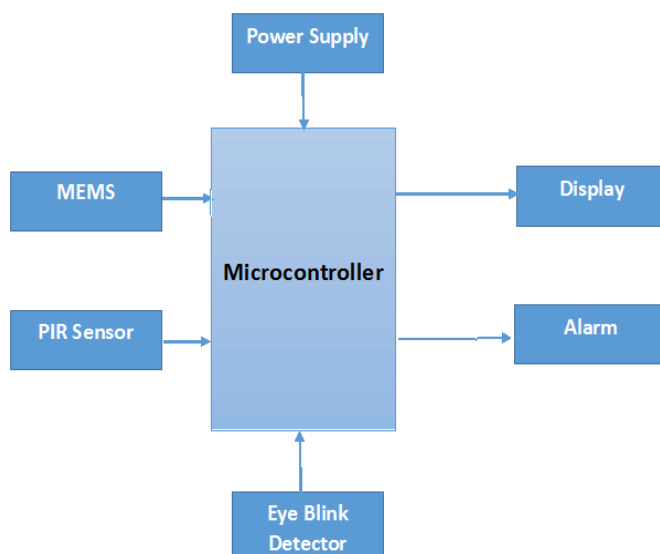 Power Supply
MEMS
Display
Microcontroller
PIR Sensor
Alarm
Eye Blink
Detector